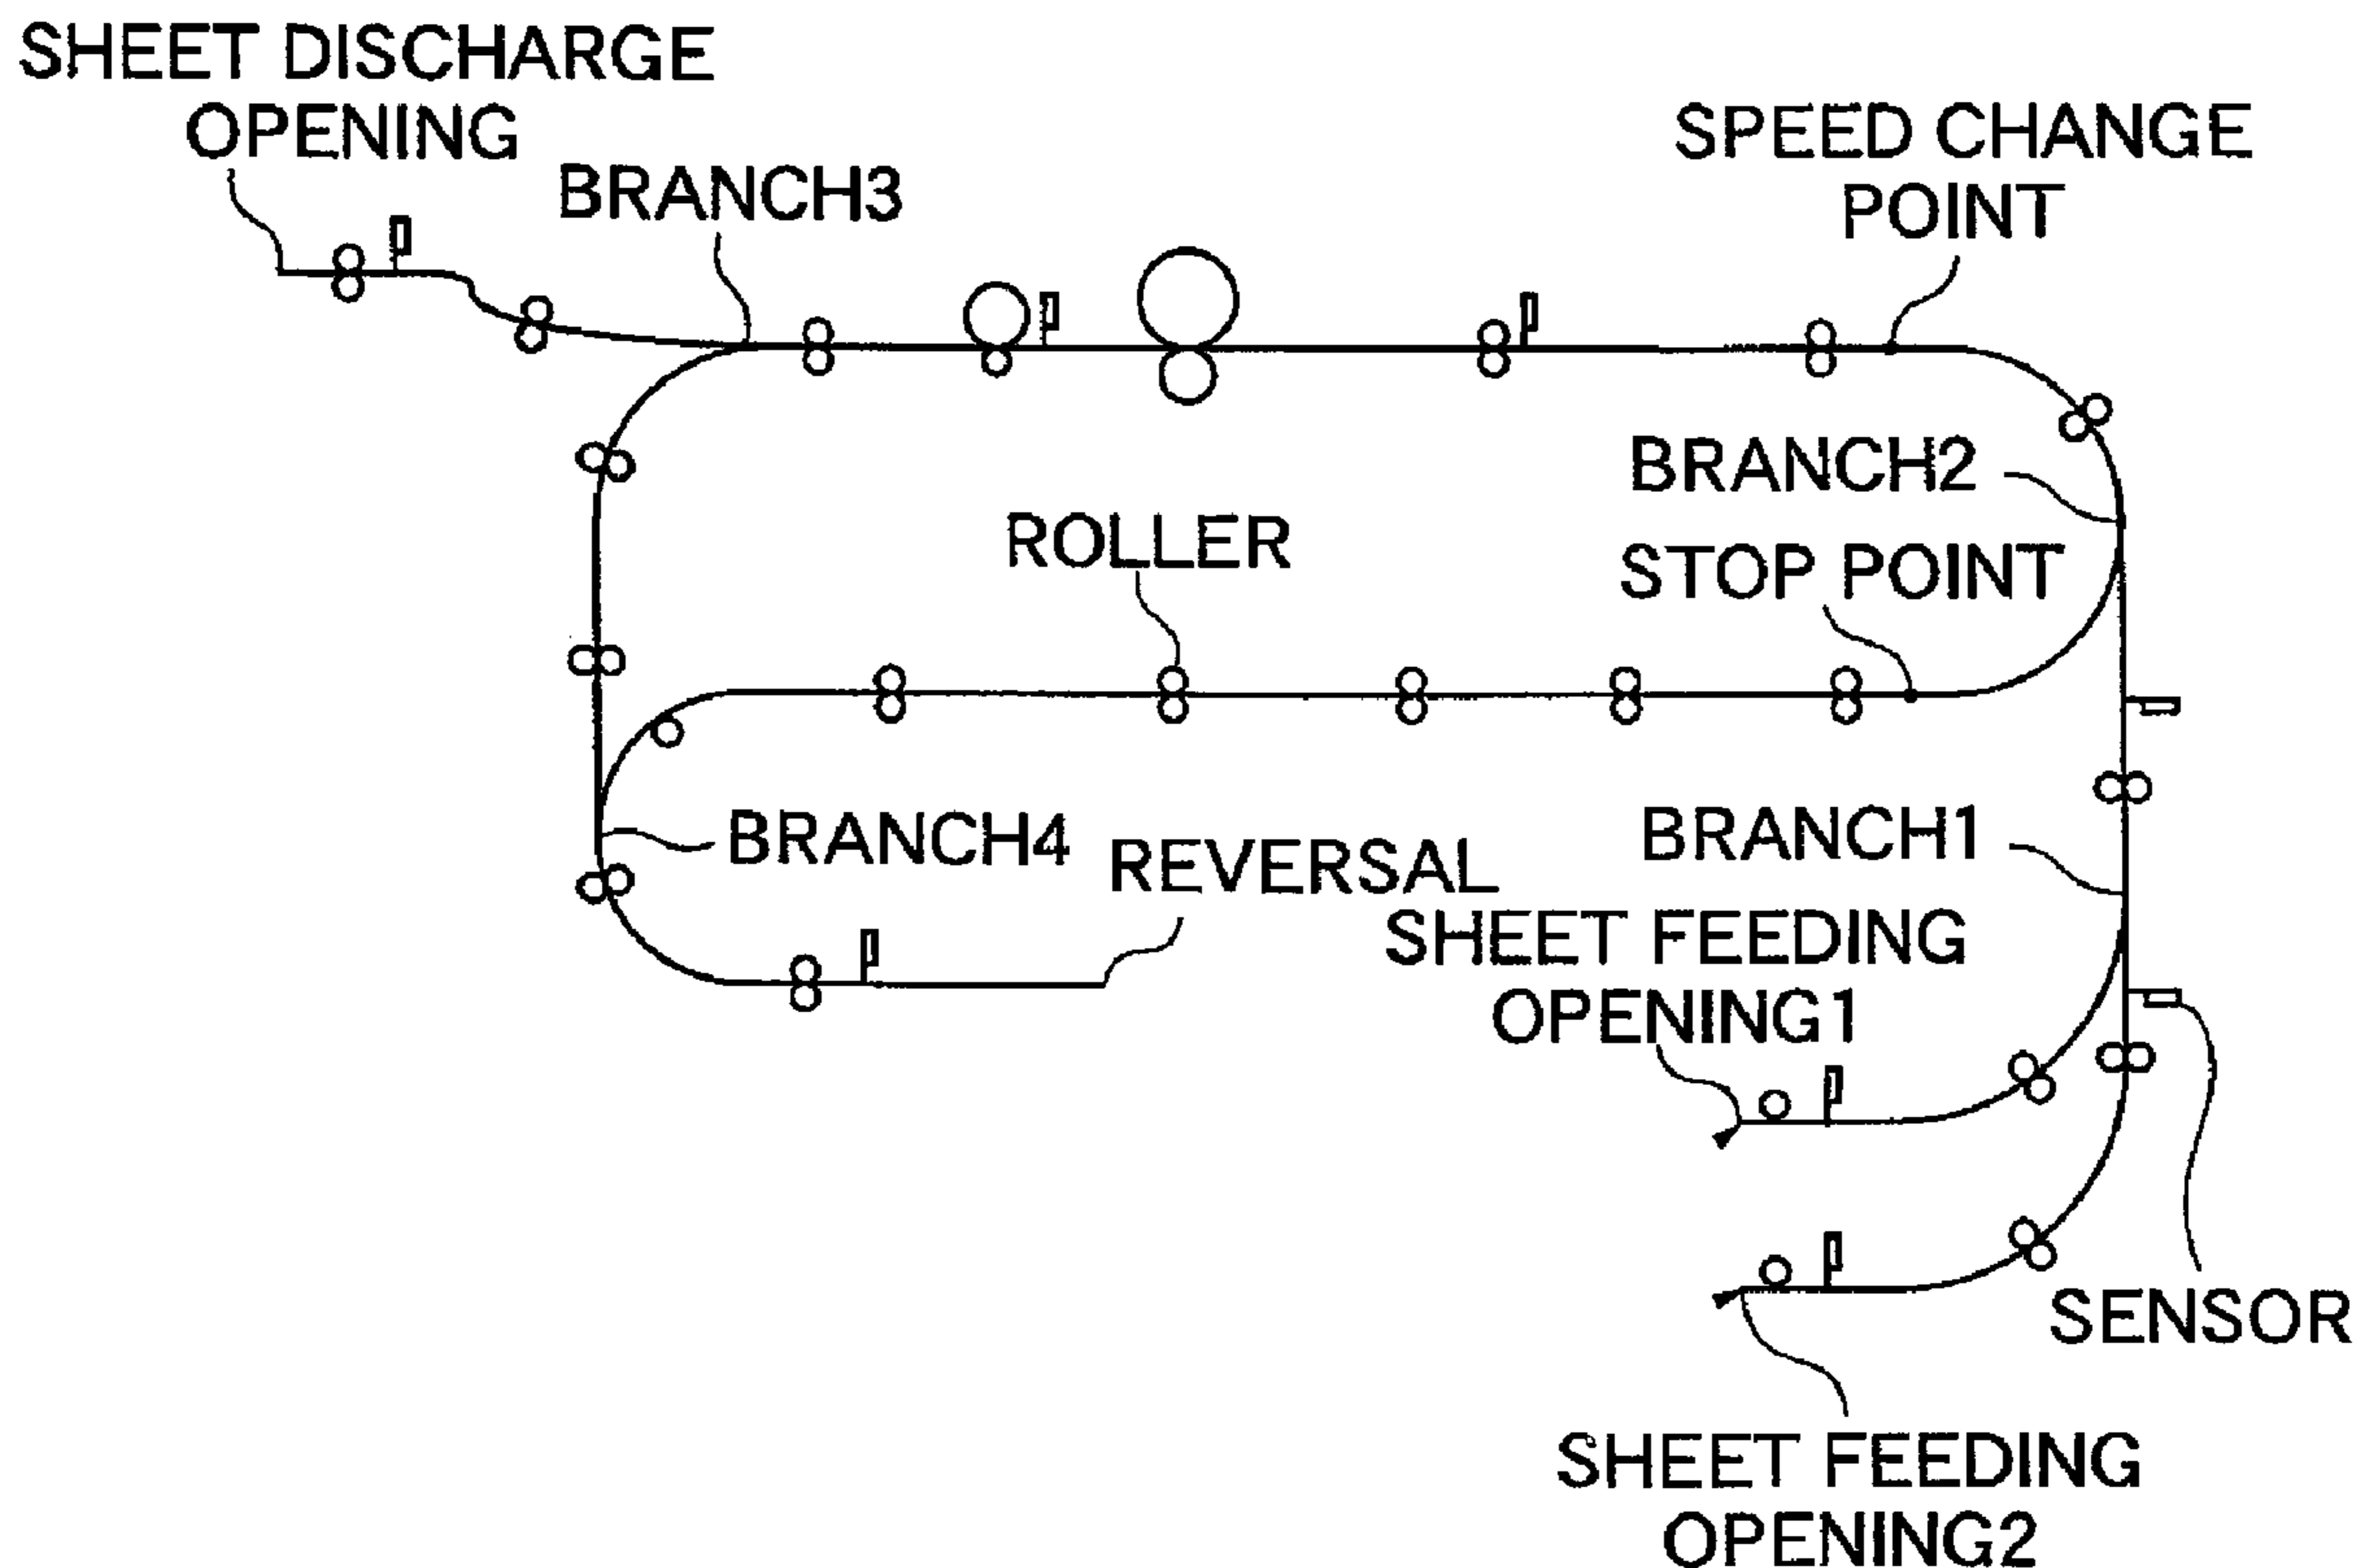 SHEET DISCHARGE
OPENING
BRANCH3
SPEED CHANGE
POINT
BRANCH2
ROLLER
STOP POINT
BRANCH4
REVERSAL
BRANCH1
SHEET FEEDING
OPENING1
SENSOR
SHEET FEEDING
OPENING2